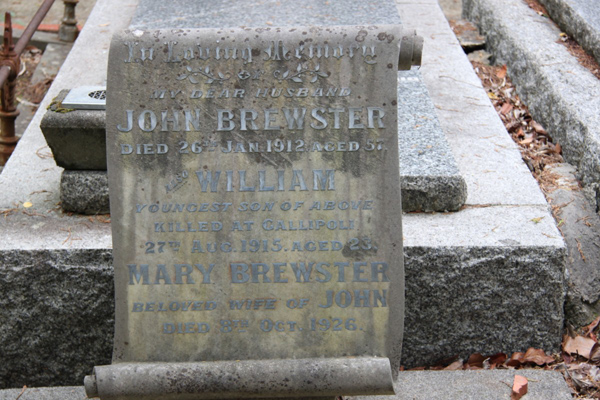 In Loving Memory
OF
MY DEAR HUSBAND
JOHN BREWSTER
DIED 26TH JAN. 1912 AGED 57.
WILLIAM
YOUNGEST SON OF ABOVE
KILLED AT GALLIPOLI
27TH AUG. 1915. AGED 23.
MARY BREWSTER
BELOVED WIFE OF JOHN
DIED OCT. 1926